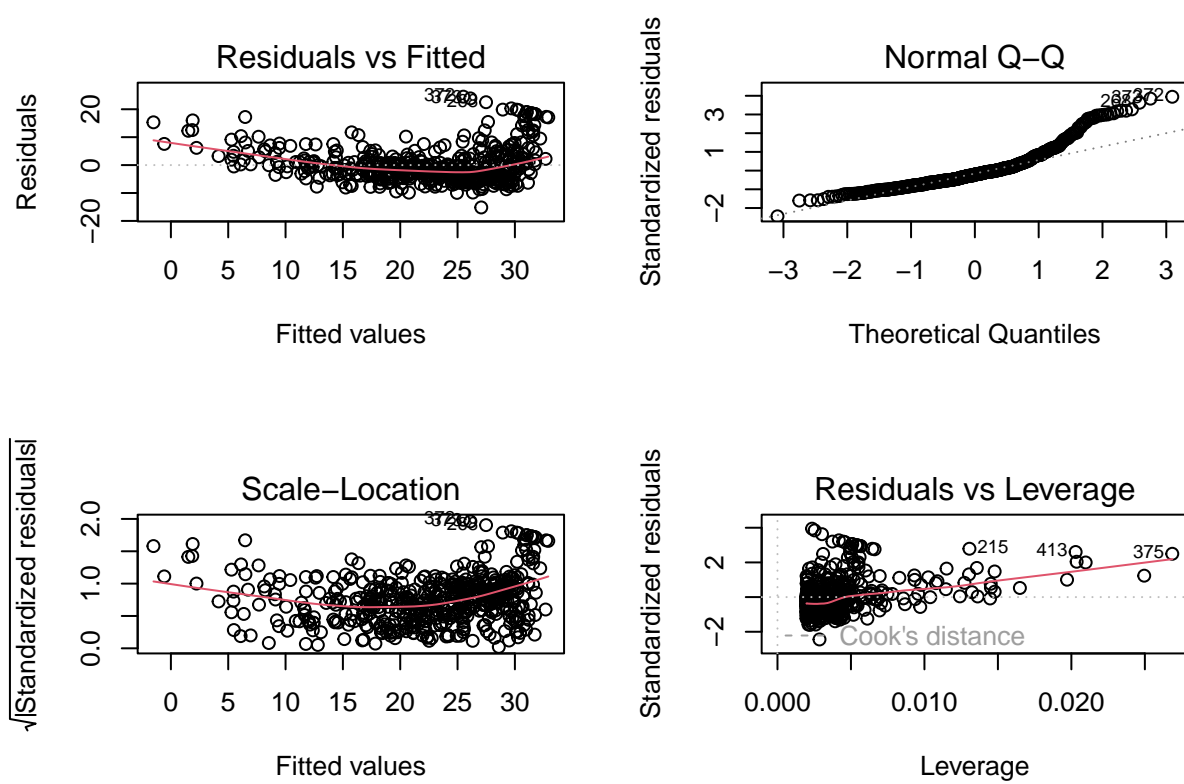 Residuals vs Fitted
Residuals
20
0
−20
0 5 10 15 20 25 30
Fitted values
372
Normal Q−Q
Standardized residuals
3
1
−2
372
−3 −2 −1 0 1 2 3
Theoretical Quantiles
Scale−Location
√|Standardized residuals|
2.0
1.0
0.0
372
0 5 10 15 20 25 30
Fitted values
Residuals vs Leverage
Standardized residuals
2
−2
215
413
375
Cook's distance
0.000 0.010 0.020
Leverage